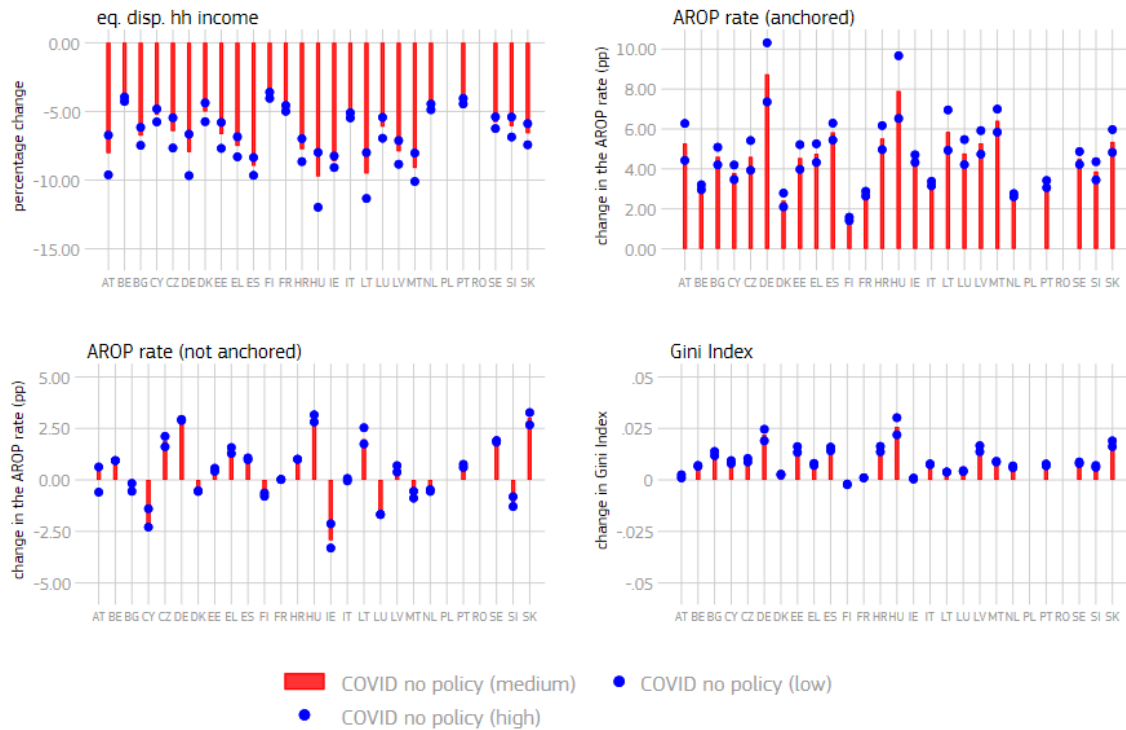 eq. disp. hh income
0.00
-5.00
-10.00
-15.00
percentage change
AT BE BG CY CZ DE DK EE EL ES FI FR HR HU IE IT LT LU LV MT NL PL PT RO SE SI SK
AROP rate (anchored)
10.00
8.00
6.00
4.00
2.00
0.00
change in the AROP rate (pp)
AT BE BG CY CZ DE DK EE EL ES FI FR HR HU IE IT LT LU LV MT NL PL PT RO SE SI SK
AROP rate (not anchored)
5.00
2.50
0.00
-2.50
-5.00
change in the AROP rate (pp)
AT BE BG CY CZ DE DK EE EL ES FI FR HR HU IE IT LT LU LV MT NL PL PT RO SE SI SK
Gini Index
.05
.025
0
-.025
-.05
change in Gini Index
AT BE BG CY CZ DE DK EE EL ES FI FR HR HU IE IT LT LU LV MT NL PL PT RO SE SI SK
COVID no policy (medium)
COVID no policy (low)
COVID no policy (high)